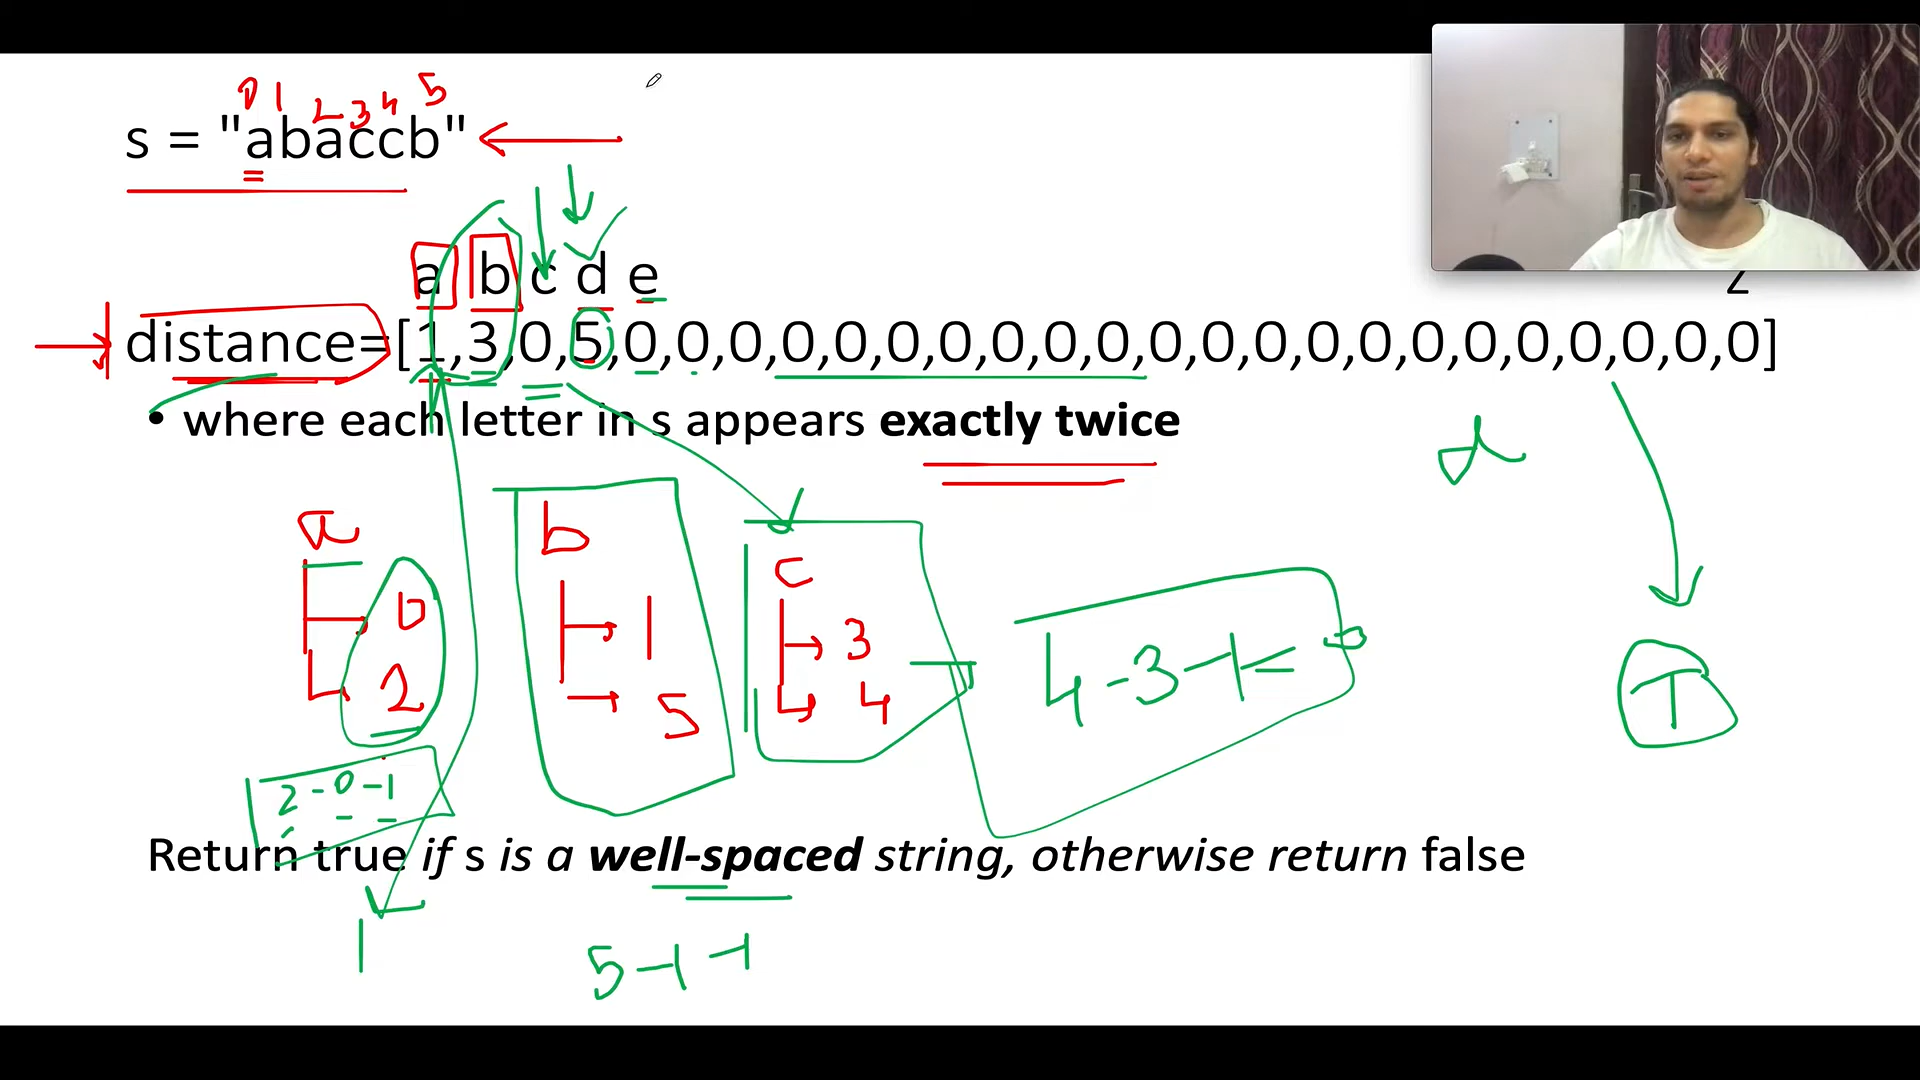 0 1 2 3 4 5
s = "abaccb"
a b c d e z
distance=[1,3,0,5,0,0,0,0,0,0,0,0,0,0,0,0,0,0,0,0,0,0,0,0,0,0]
• where each letter in s appears exactly twice
a b c
0 1 3
2 5 4
4-3-1= 0
T
2-0-1
Return true if s is a well-spaced string, otherwise return false
1
5-1-1